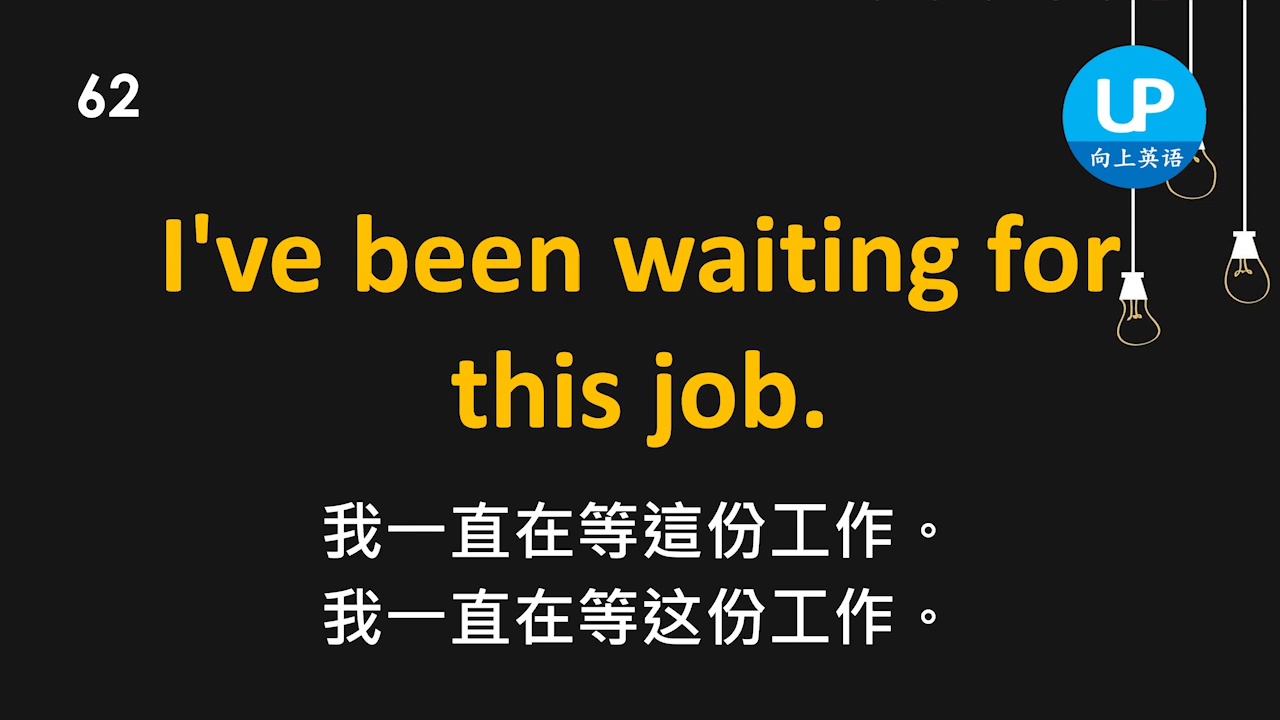 62
UP
向上英语
I've been waiting for
this job.
我一直在等這份工作。
我一直在等这份工作。